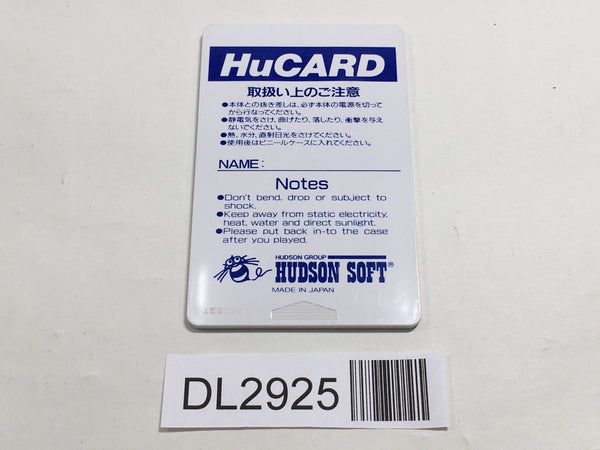 HuCARD
取扱い上のご注意
●本体との抜き差しは、必ず本体の電源を切って
から行なってください。
●静電気をさけ、曲げたり、落したり、衝撃を与え
ないでください。
●熱、水分、直射日光をさけてください。
●使用後はビニールケースに入れてください。
NAME:
Notes
●Don't bend, drop or subject to
shock.
●Keep away from static electricity,
heat, water and direct sunlight.
●Please put back in-to the case
after you played.
HUDSON GROUP
HUDSON SOFT®
MADE IN JAPAN
DL2925